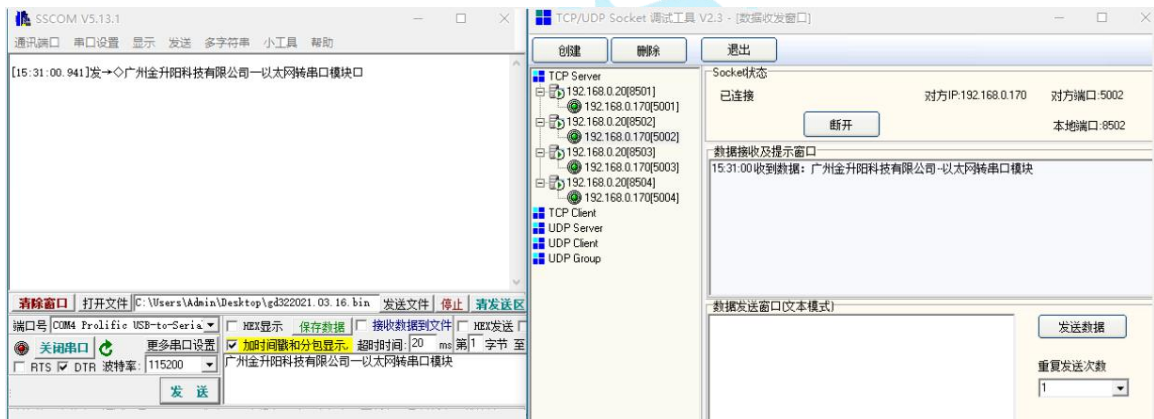 SSCOM V5.13.1
通讯端口 串口设置 显示 发送 多字符串 小工具 帮助
[15:31:00.941]发→◇广州金升阳科技有限公司一以太网转串口模块口
清除窗口 打开文件 C:\Users\Admin\Desktop\gd322021.03.16.bin 发送文件 停止 清发送区
端口号 COM4 Prolific USB-to-Seria HEX显示 保存数据 接收数据到文件 HEX发送
关闭串口 更多串口设置 加时间戳和分包显示. 超时时间: 20 ms 第1 字节 至
RTS DTR 波特率: 115200 广州金升阳科技有限公司一以太网转串口模块
发 送
TCP/UDP Socket 调试工具 V2.3 - [数据收发窗口]
创建 删除 退出
TCP Server
192.168.0.20[8501]
192.168.0.170[5001]
192.168.0.20[8502]
192.168.0.170[5002]
192.168.0.20[8503]
192.168.0.170[5003]
192.168.0.20[8504]
192.168.0.170[5004]
TCP Client
UDP Server
UDP Client
UDP Group
Socket状态
已连接 对方IP:192.168.0.170 对方端口:5002
断开 本地端口:8502
数据接收及提示窗口
15:31:00 收到数据：广州金升阳科技有限公司--以太网转串口模块
数据发送窗口(文本模式)
发送数据
重复发送次数
1